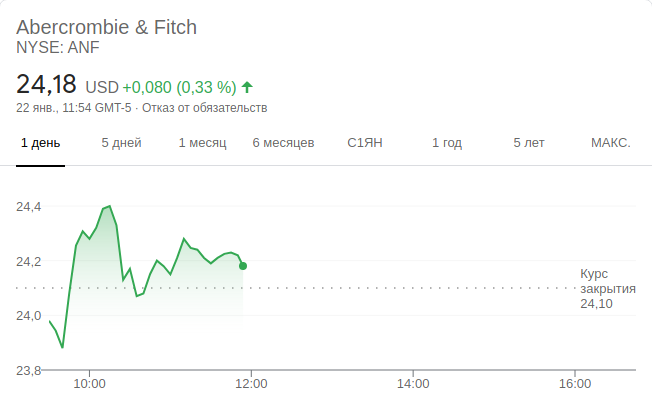 Abercrombie & Fitch
NYSE: ANF
24,18 USD +0,080 (0,33 %)
22 янв., 11:54 GMT-5 · Отказ от обязательств
1 день 5 дней 1 месяц 6 месяцев С1ЯН 1 год 5 лет МАКС.
24,4
24,2
Курс
закрытия
24,10
24,0
23,8
10:00 12:00 14:00 16:00